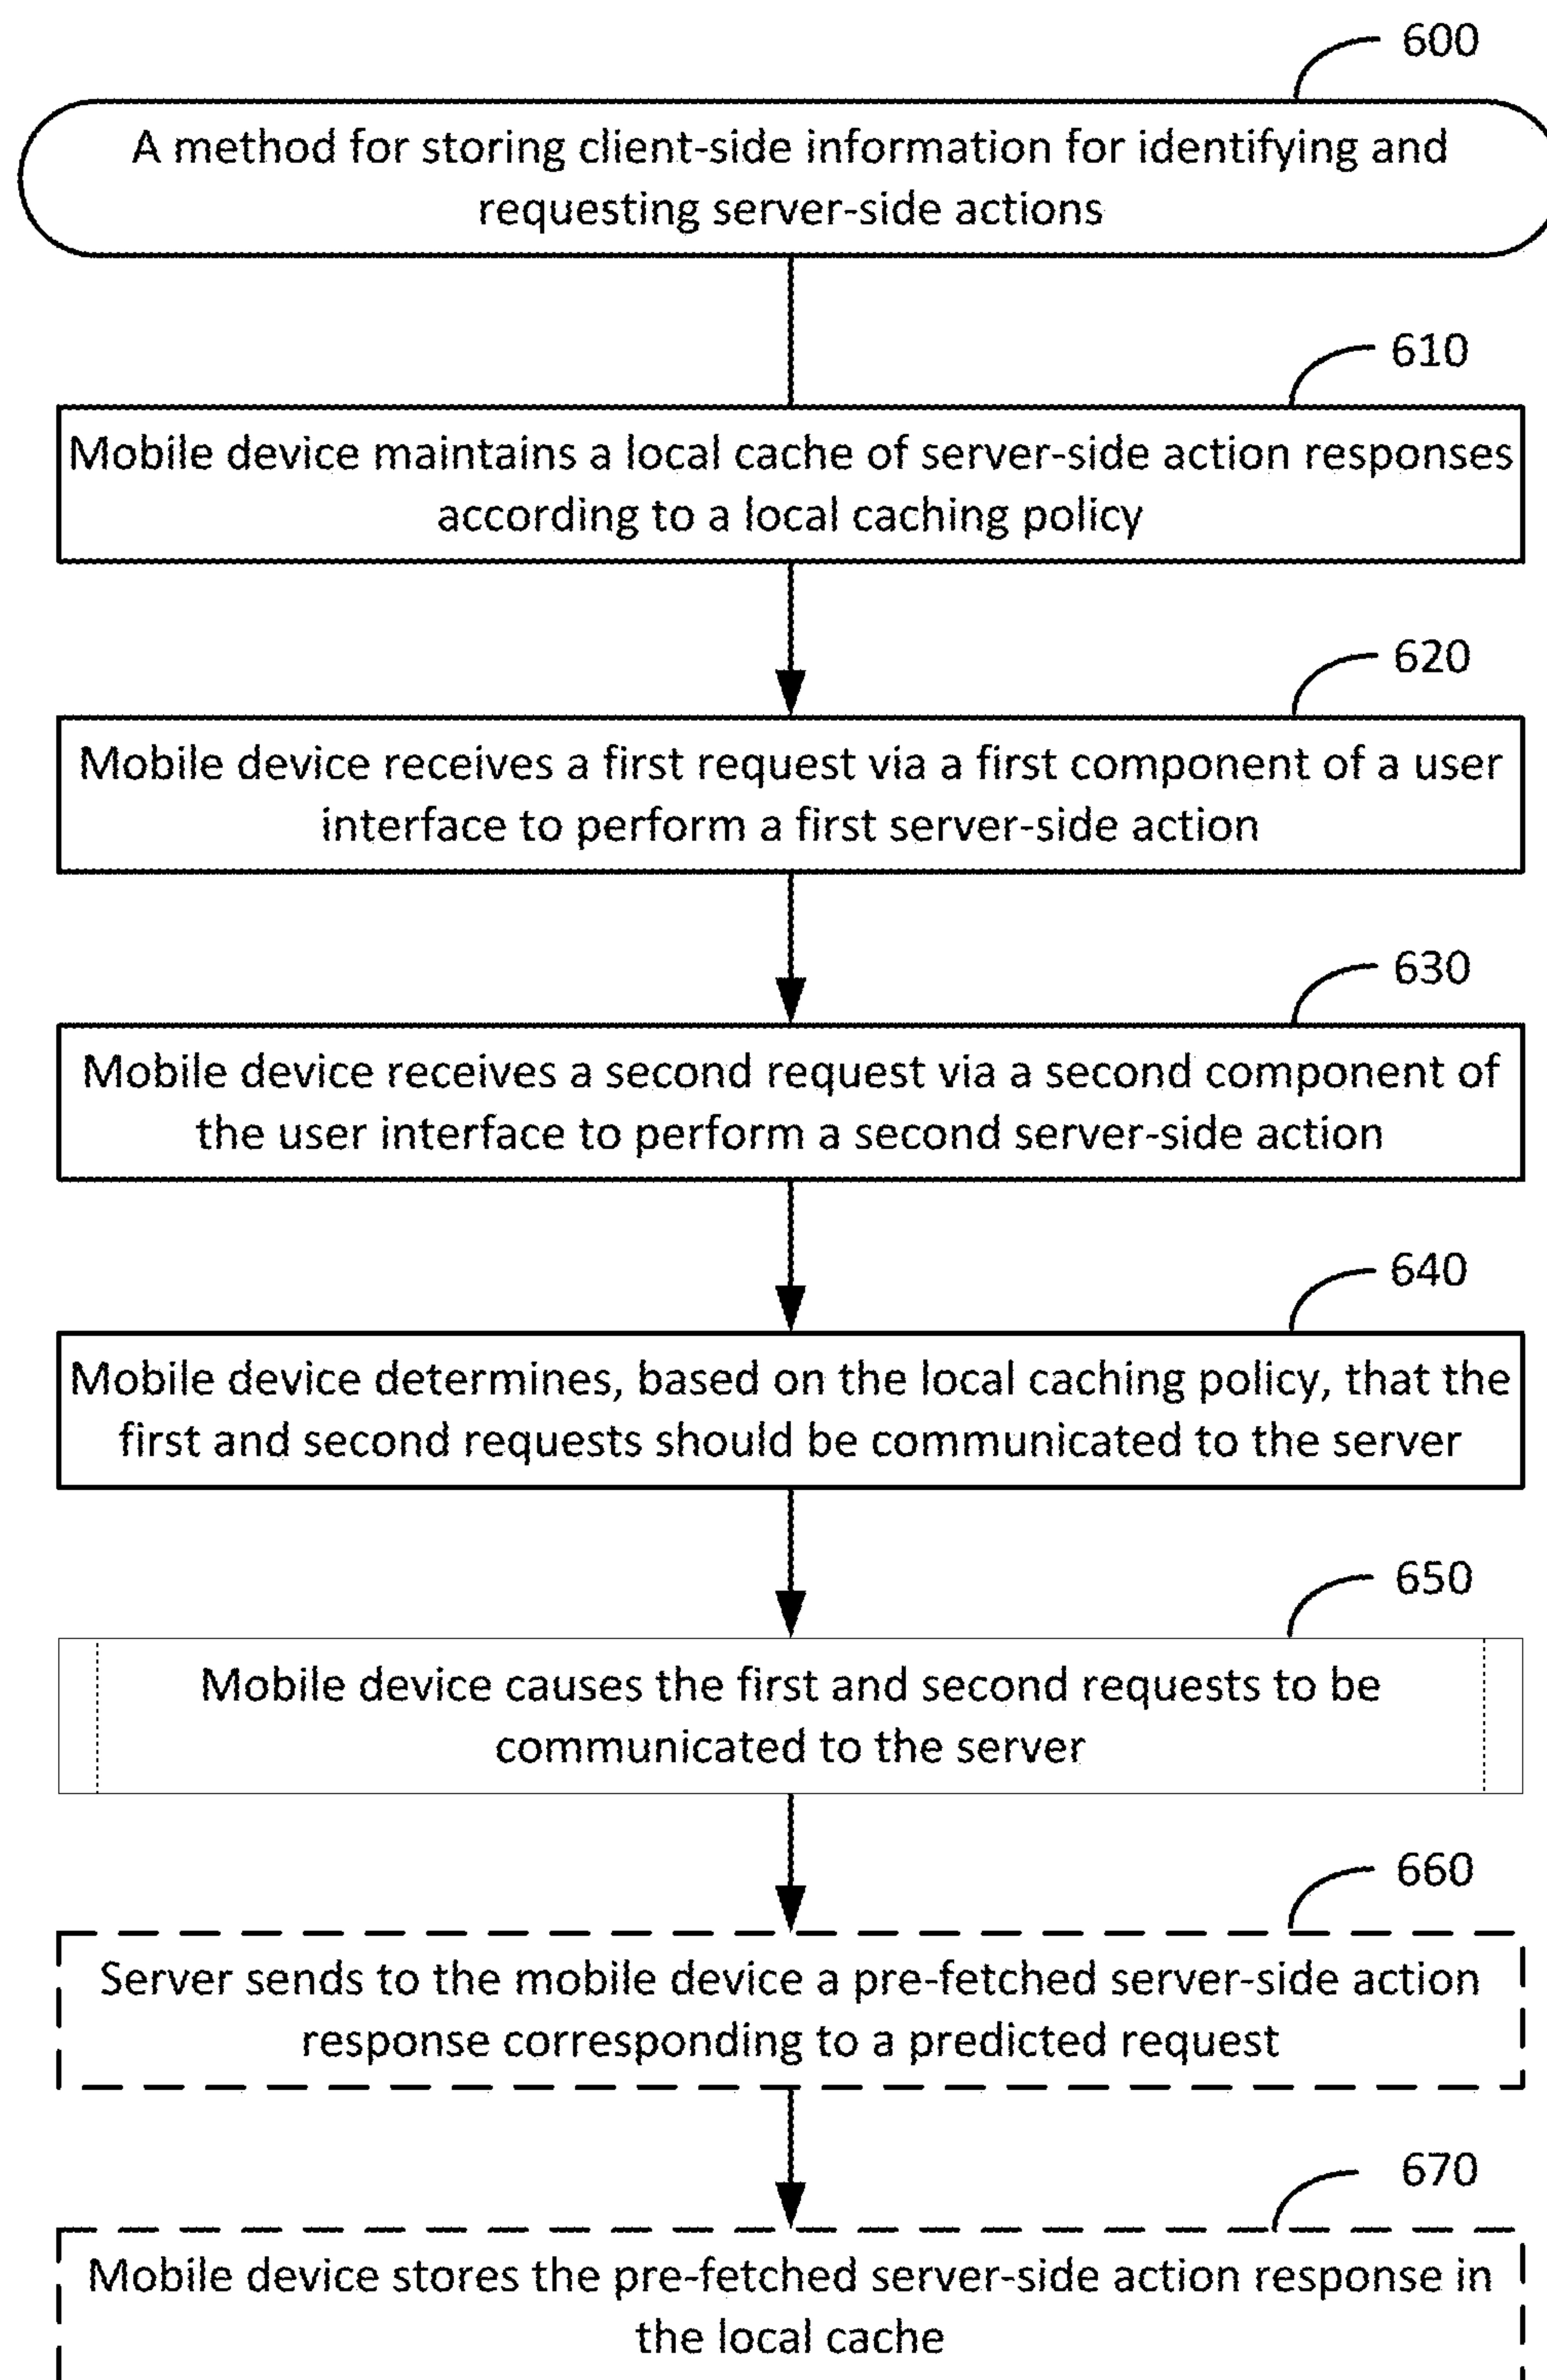 600
A method for storing client-side information for identifying and
requesting server-side actions
610
Mobile device maintains a local cache of server-side action responses
according to a local caching policy
620
Mobile device receives a first request via a first component of a user
interface to perform a first server-side action
630
Mobile device receives a second request via a second component of
the user interface to perform a second server-side action
640
Mobile device determines, based on the local caching policy, that the
first and second requests should be communicated to the server
650
Mobile device causes the first and second requests to be
communicated to the server
660
Server sends to the mobile device a pre-fetched server-side action
response corresponding to a predicted request
670
Mobile device stores the pre-fetched server-side action response in
the local cache